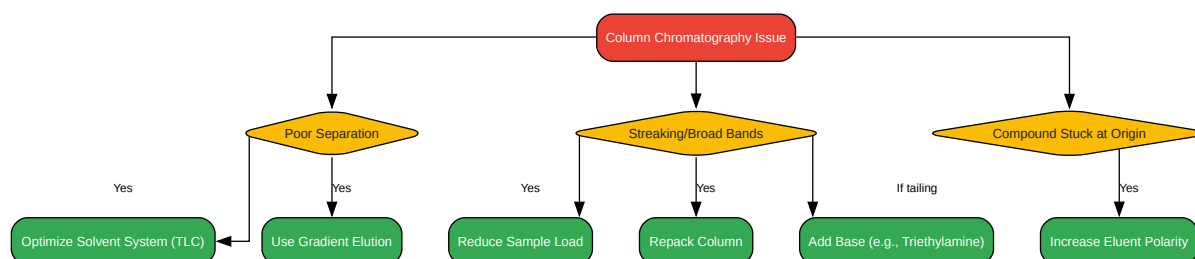 Column Chromatography Issue
Poor Separation
Streaking/Broad Bands
Compound Stuck at Origin
Yes
Yes
Yes
Yes
If tailing
Yes
Optimize Solvent System (TLC)
Use Gradient Elution
Reduce Sample Load
Repack Column
Add Base (e.g., Triethylamine)
Increase Eluent Polarity